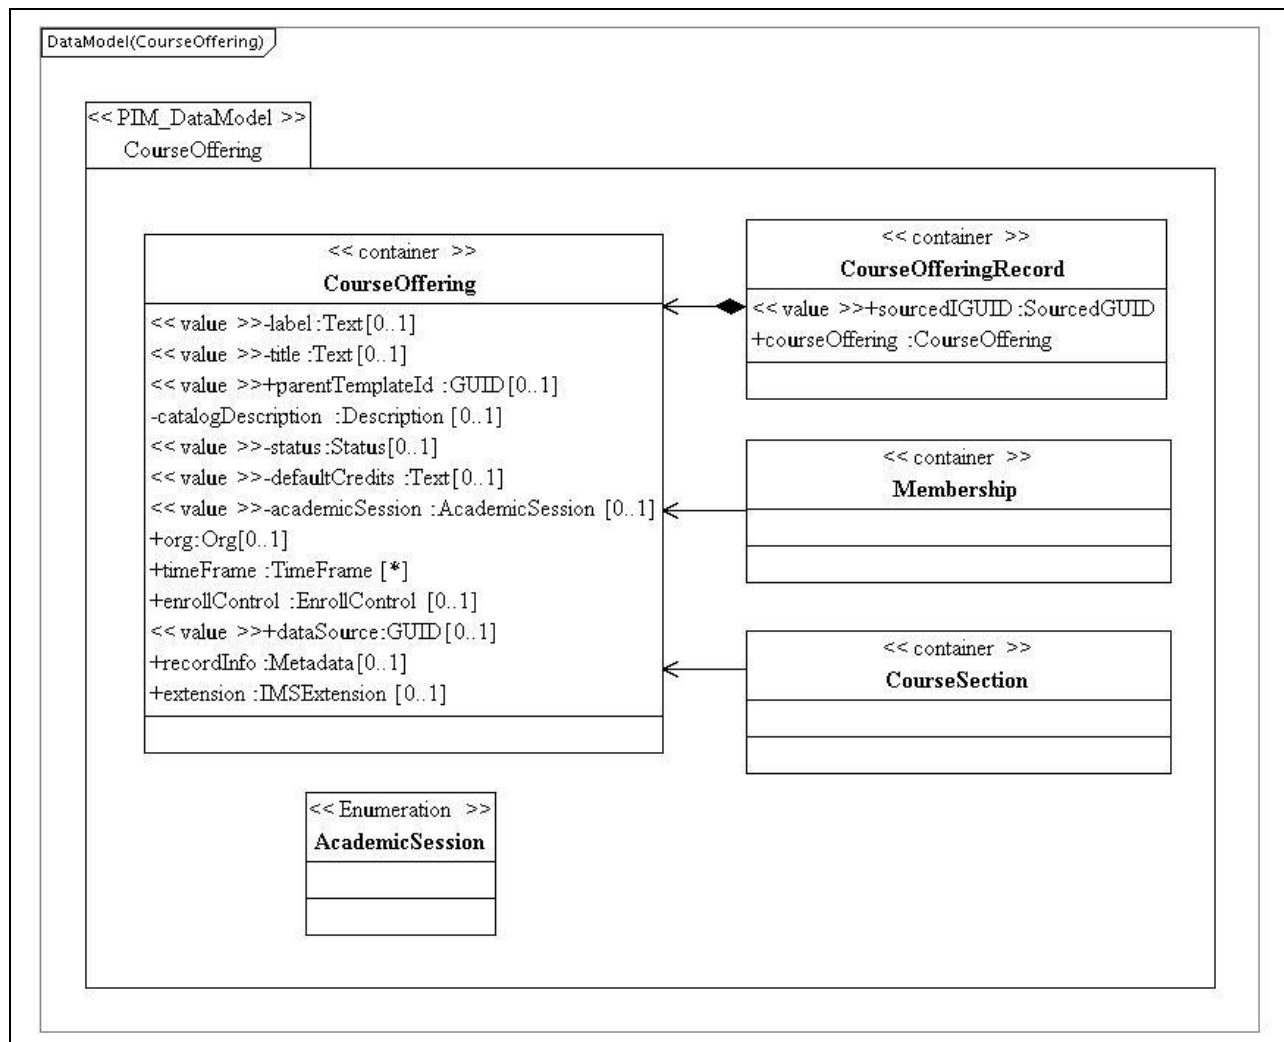 DataModel(CourseOffering)
<< PIM_DataModel >>
CourseOffering
<< container >>
CourseOffering
<< value >>-label :Text[0..1]
<< value >>-title :Text[0..1]
<< value >>+parentTemplateId :GUID[0..1]
-catalogDescription :Description [0..1]
<< value >>-status:Status[0..1]
<< value >>-defaultCredits :Text[0..1]
<< value >>-academicSession :AcademicSession [0..1]
+org:Org[0..1]
+timeFrame :TimeFrame [*]
+enrollControl :EnrollControl [0..1]
<< value >>+dataSource:GUID[0..1]
+recordInfo :Metadata[0..1]
+extension :IMSExtension [0..1]
<< container >>
CourseOfferingRecord
<< value >>+sourcedIGUID :SourcedGUID
+courseOffering :CourseOffering
<< container >>
Membership
<< container >>
CourseSection
<< Enumeration >>
AcademicSession